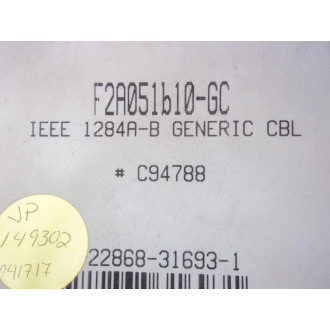 F2A051b10-GC
IEEE 1284A-B GENERIC CBL
# C94788
JP
149302
041717
22868-31693-1